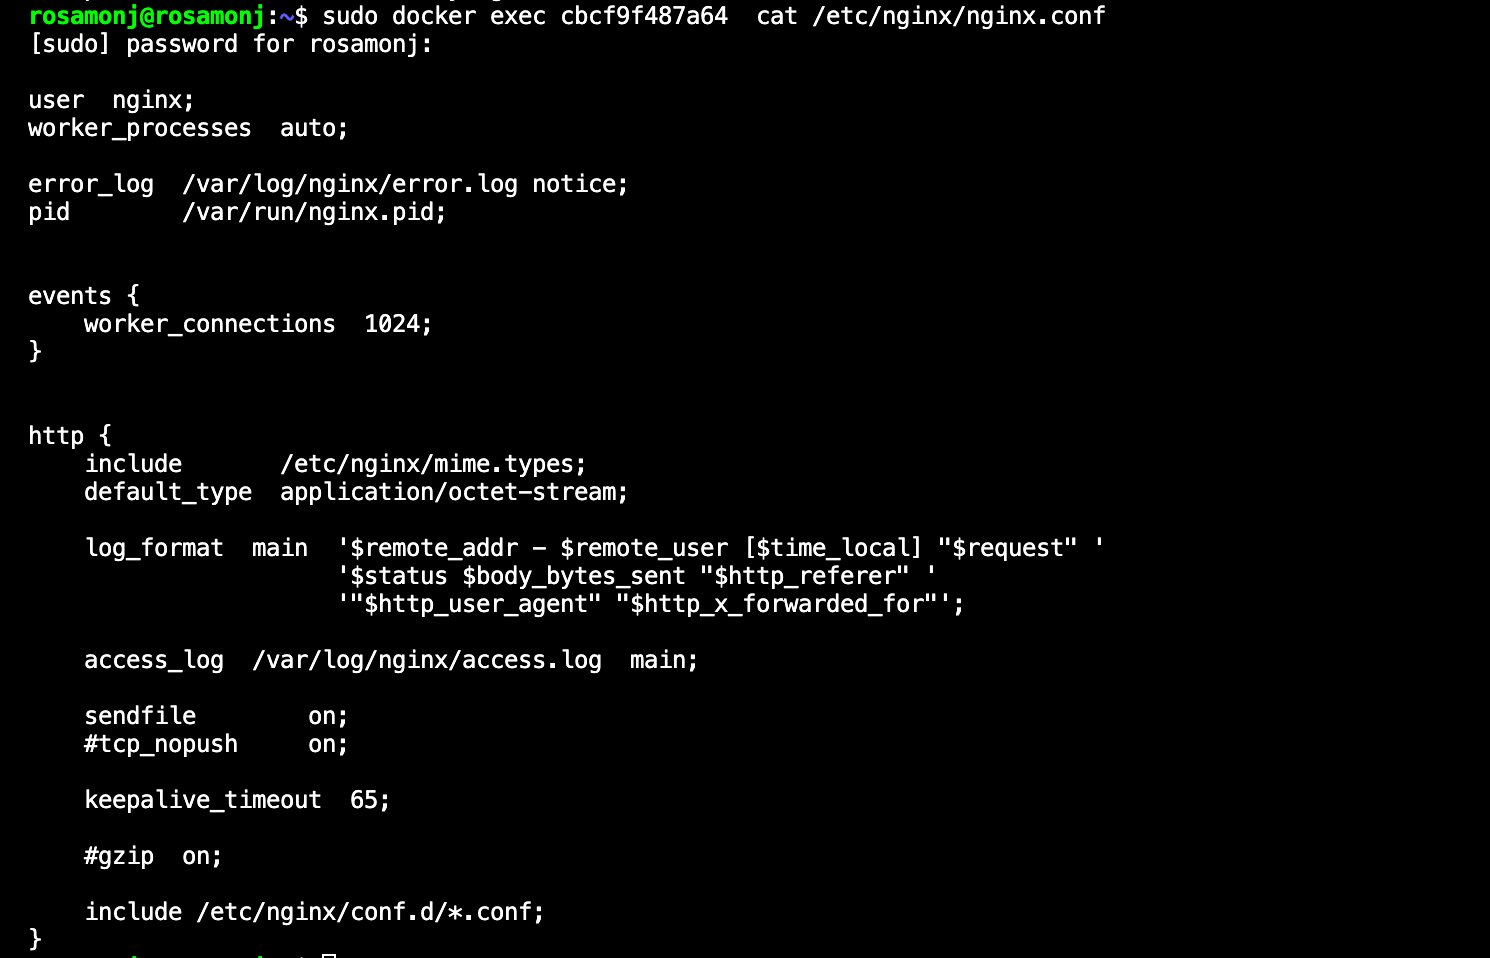 rosamonj@rosamonj:~$ sudo docker exec cbcf9f487a64  cat /etc/nginx/nginx.conf
[sudo] password for rosamonj:

user  nginx;
worker_processes  auto;

error_log  /var/log/nginx/error.log notice;
pid        /var/run/nginx.pid;


events {
    worker_connections  1024;
}


http {
    include       /etc/nginx/mime.types;
    default_type  application/octet-stream;

    log_format  main  '$remote_addr - $remote_user [$time_local] "$request" '
                      '$status $body_bytes_sent "$http_referer" '
                      '"$http_user_agent" "$http_x_forwarded_for"';

    access_log  /var/log/nginx/access.log  main;

    sendfile        on;
    #tcp_nopush     on;

    keepalive_timeout  65;

    #gzip  on;

    include /etc/nginx/conf.d/*.conf;
}